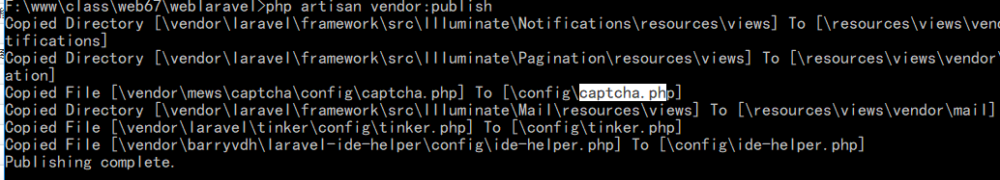 F:\www\class\web67\weblaravel>php artisan vendor:publish
Copied Directory [\vendor\laravel\framework\src\Illuminate\Notifications\resources\views] To [\resources\views\ven
tifications]
Copied Directory [\vendor\laravel\framework\src\Illuminate\Pagination\resources\views] To [\resources\views\vendor
ation]
Copied File [\vendor\mews\captcha\config\captcha.php] To [\config\captcha.php]
Copied Directory [\vendor\laravel\framework\src\Illuminate\Mail\resources\views] To [\resources\views\vendor\mail]
Copied File [\vendor\laravel\tinker\config\tinker.php] To [\config\tinker.php]
Copied File [\vendor\barryvdh\laravel-ide-helper\config\ide-helper.php] To [\config\ide-helper.php]
Publishing complete.